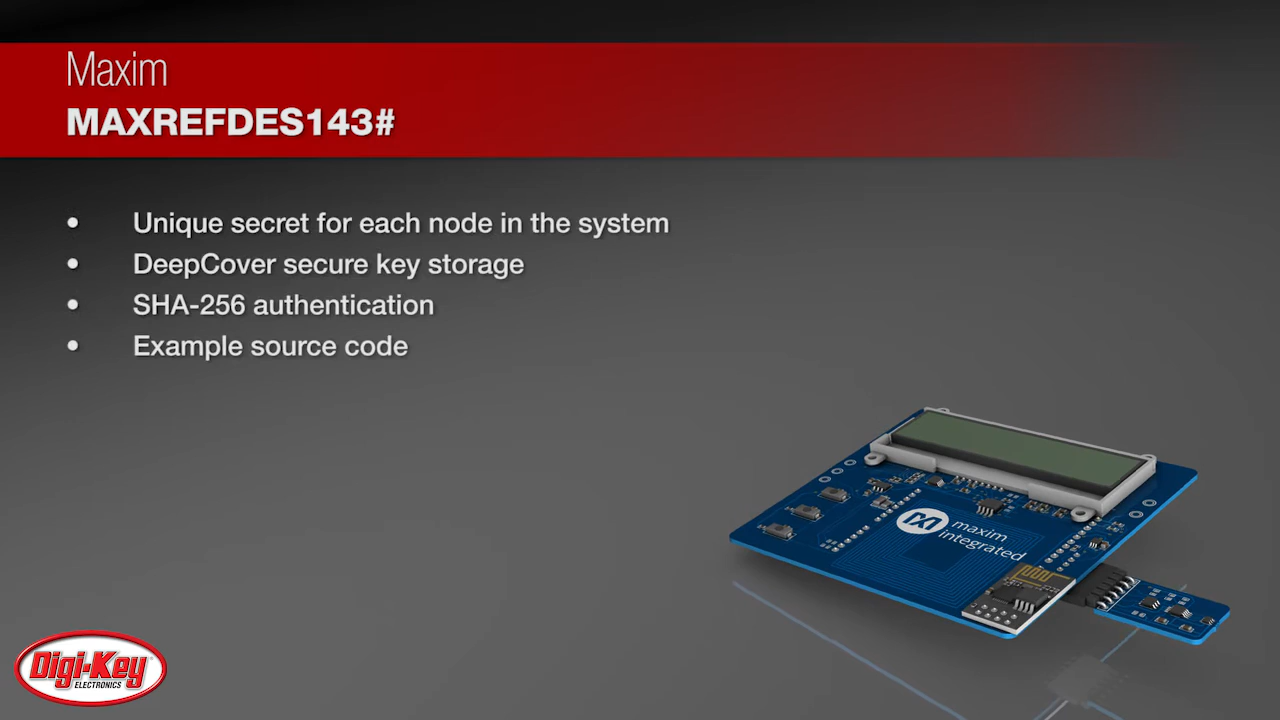 Maxim
MAXREFDES143#
• Unique secret for each node in the system
• DeepCover secure key storage
• SHA-256 authentication
• Example source code
maxim
integrated
Digi-Key
ELECTRONICS